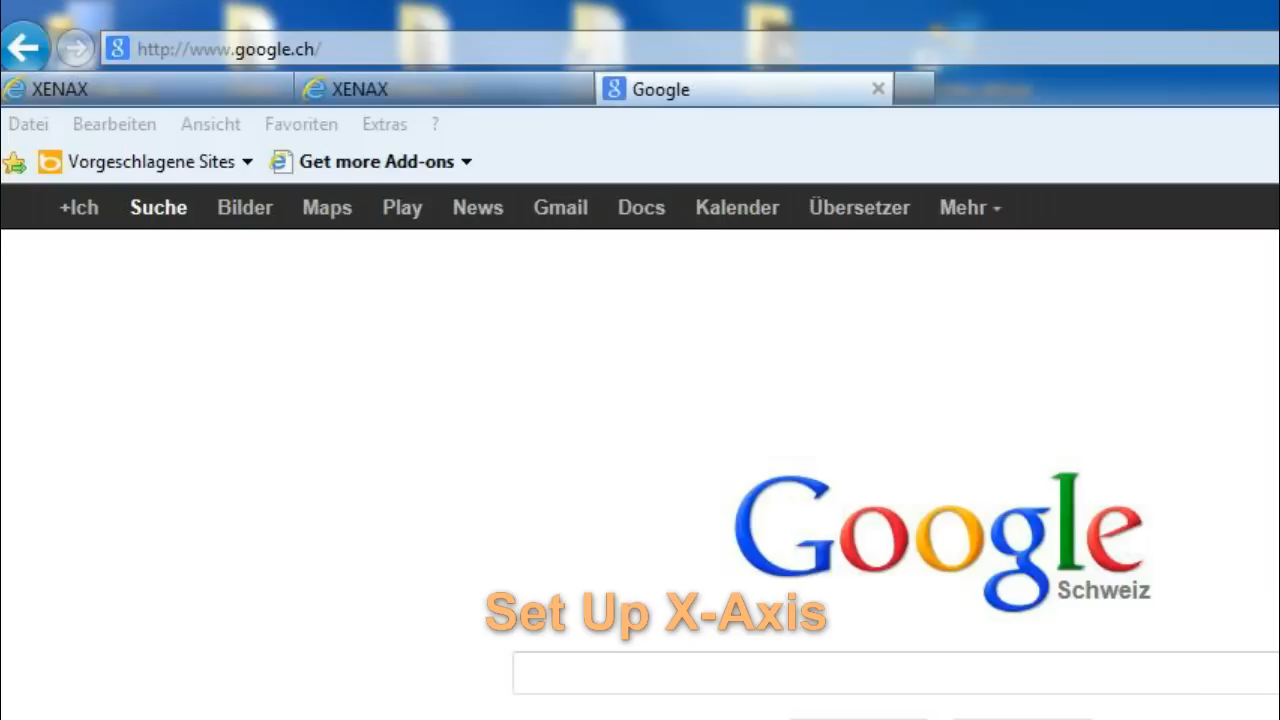 http://www.google.ch/
XENAX XENAX Google
Datei Bearbeiten Ansicht Favoriten Extras ?
Vorgeschlagene Sites Get more Add-ons
+Ich Suche Bilder Maps Play News Gmail Docs Kalender Übersetzer Mehr
Google
Schweiz
Set Up X-Axis